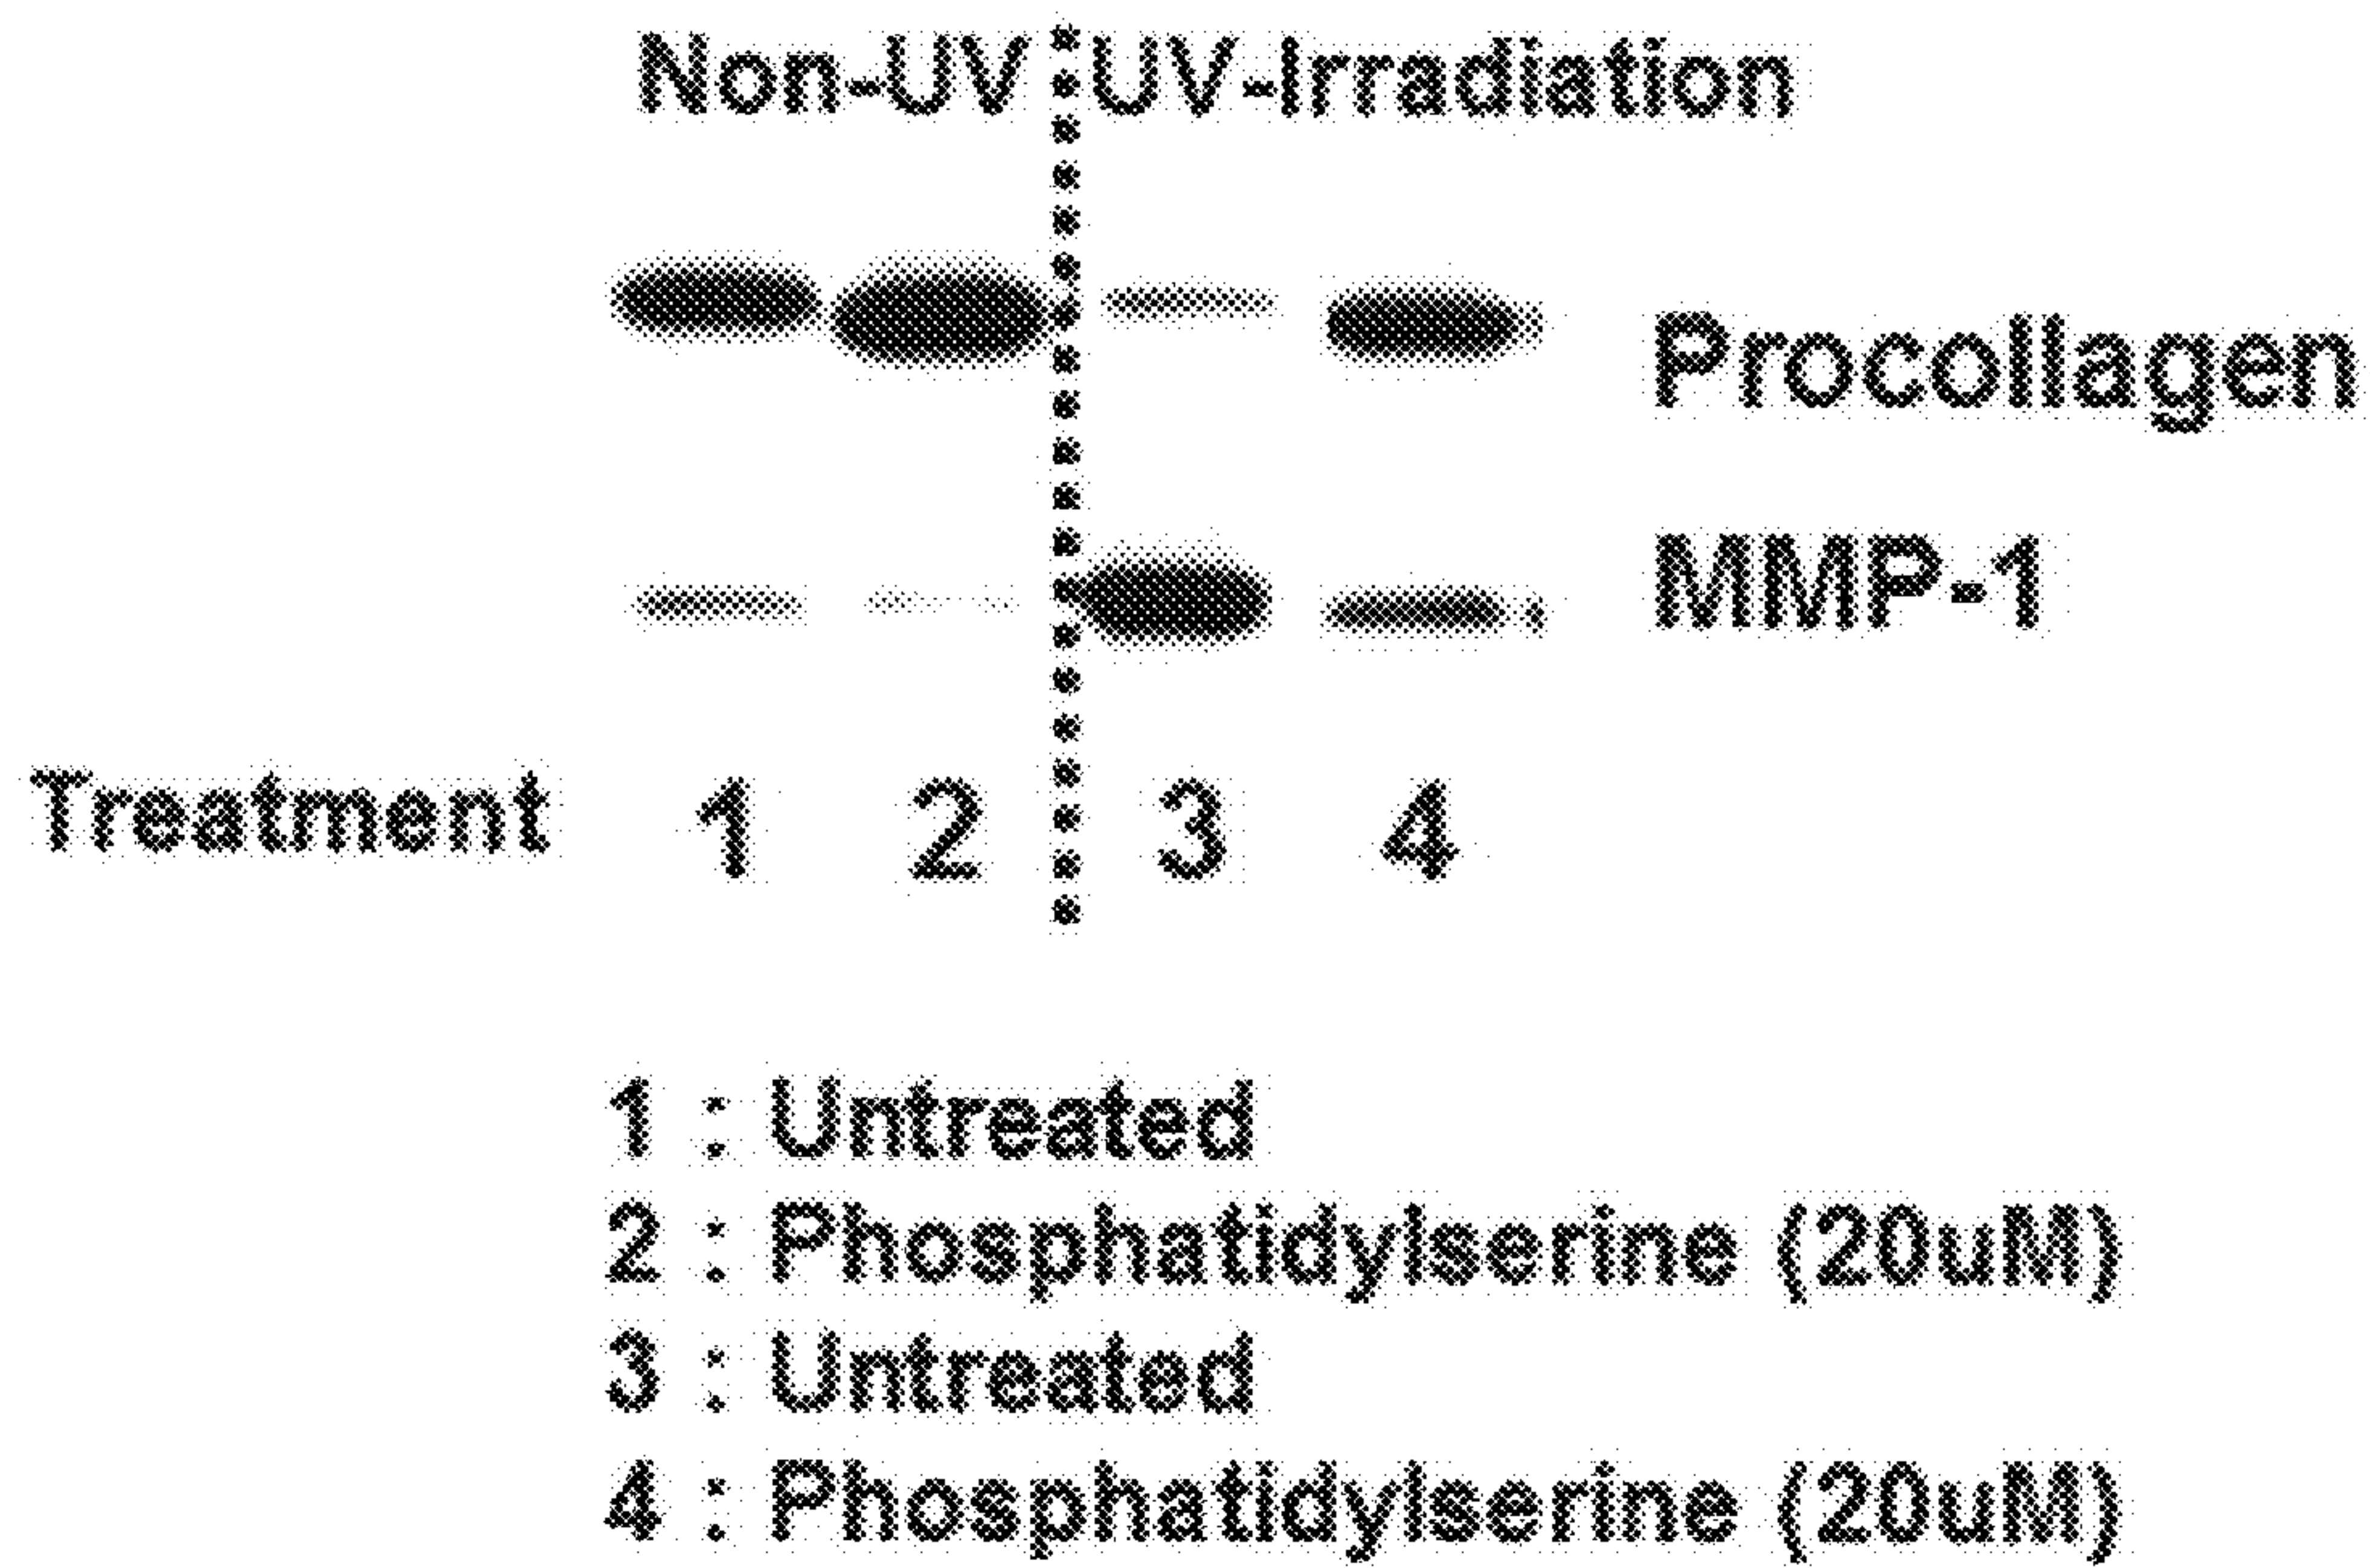 Non-UV UV-Irradiation
Procollagen
MMP-1
Treatment 1 2 3 4
1 : Untreated
2 : Phosphatidylserine (20uM)
3 : Untreated
4 : Phosphatidylserine (20uM)